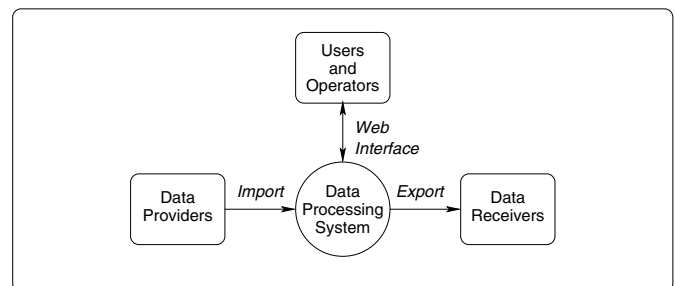 Users
and
Operators
Web
Interface
Data
Providers
Import
Data
Processing
System
Export
Data
Receivers